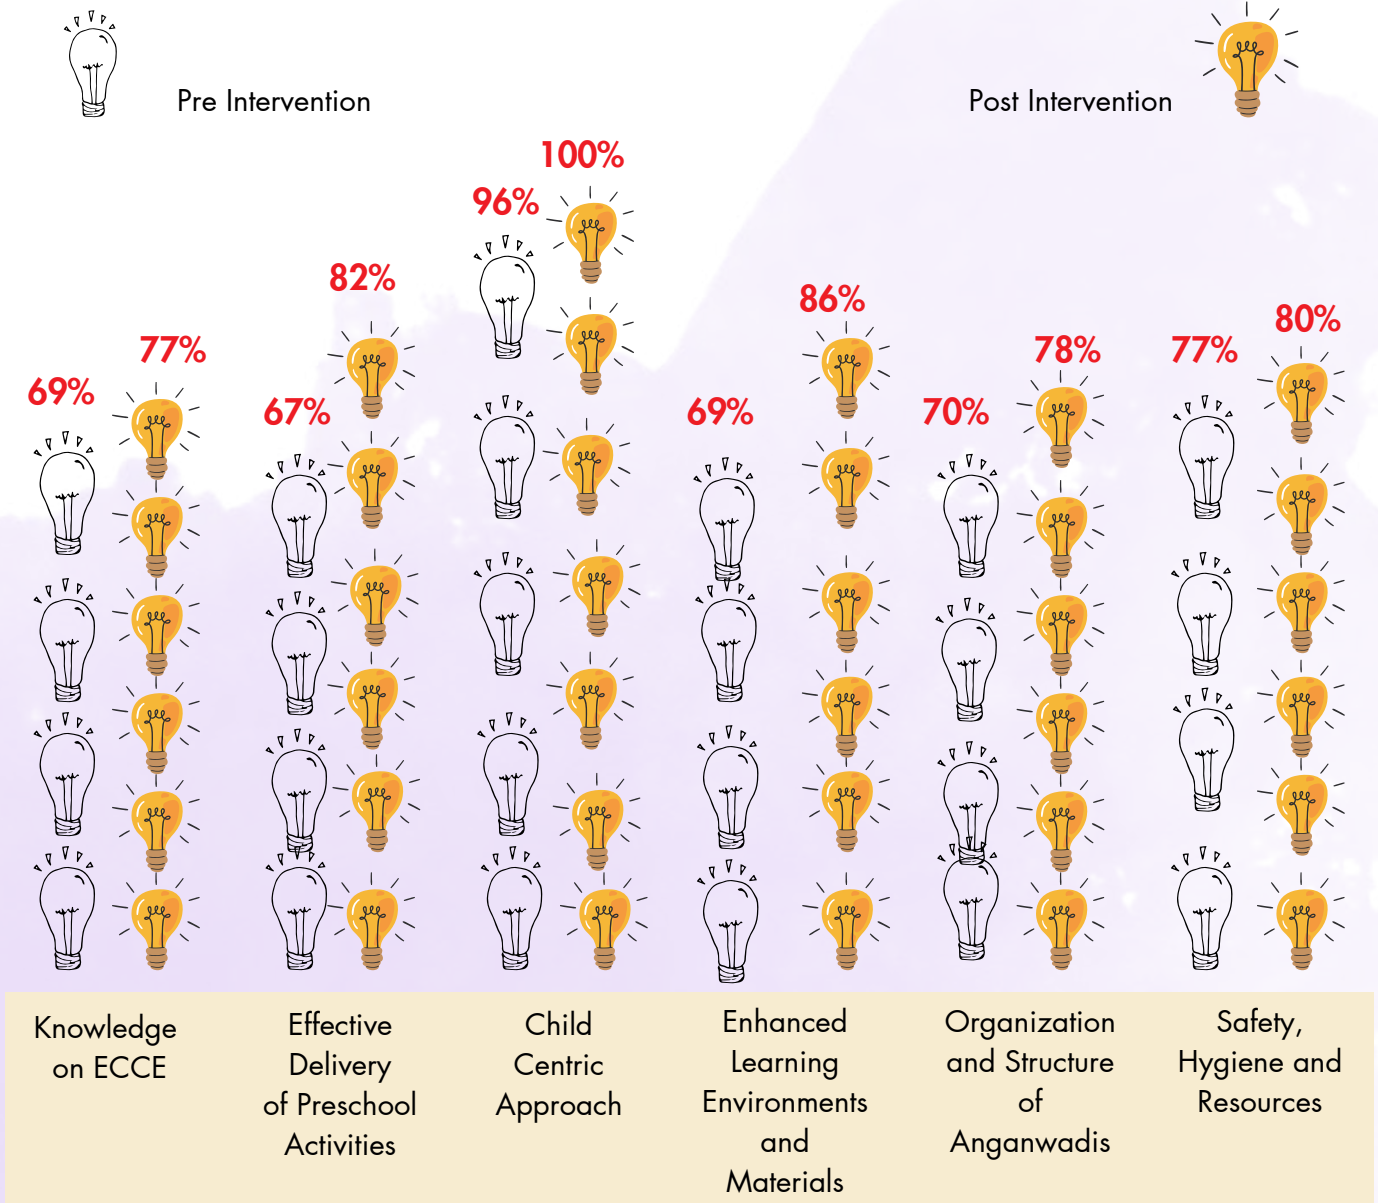 Pre Intervention
Post Intervention
69%
77%
67%
82%
96%
100%
69%
86%
70%
78%
77%
80%
Knowledge
on ECCE
Effective
Delivery
of Preschool
Activities
Child
Centric
Approach
Enhanced
Learning
Environments
and
Materials
Organization
and Structure
of
Anganwadis
Safety,
Hygiene and
Resources